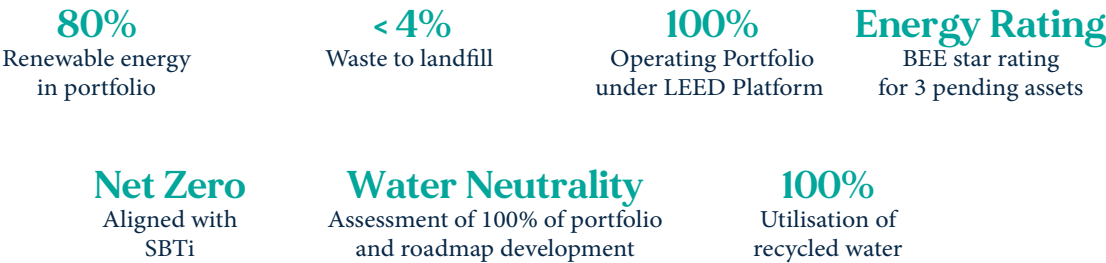 80%
Renewable energy
in portfolio
< 4%
Waste to landfill
100%
Operating Portfolio
under LEED Platform
Energy Rating
BEE star rating
for 3 pending assets
Net Zero
Aligned with
SBTi
Water Neutrality
Assessment of 100% of portfolio
and roadmap development
100%
Utilisation of
recycled water